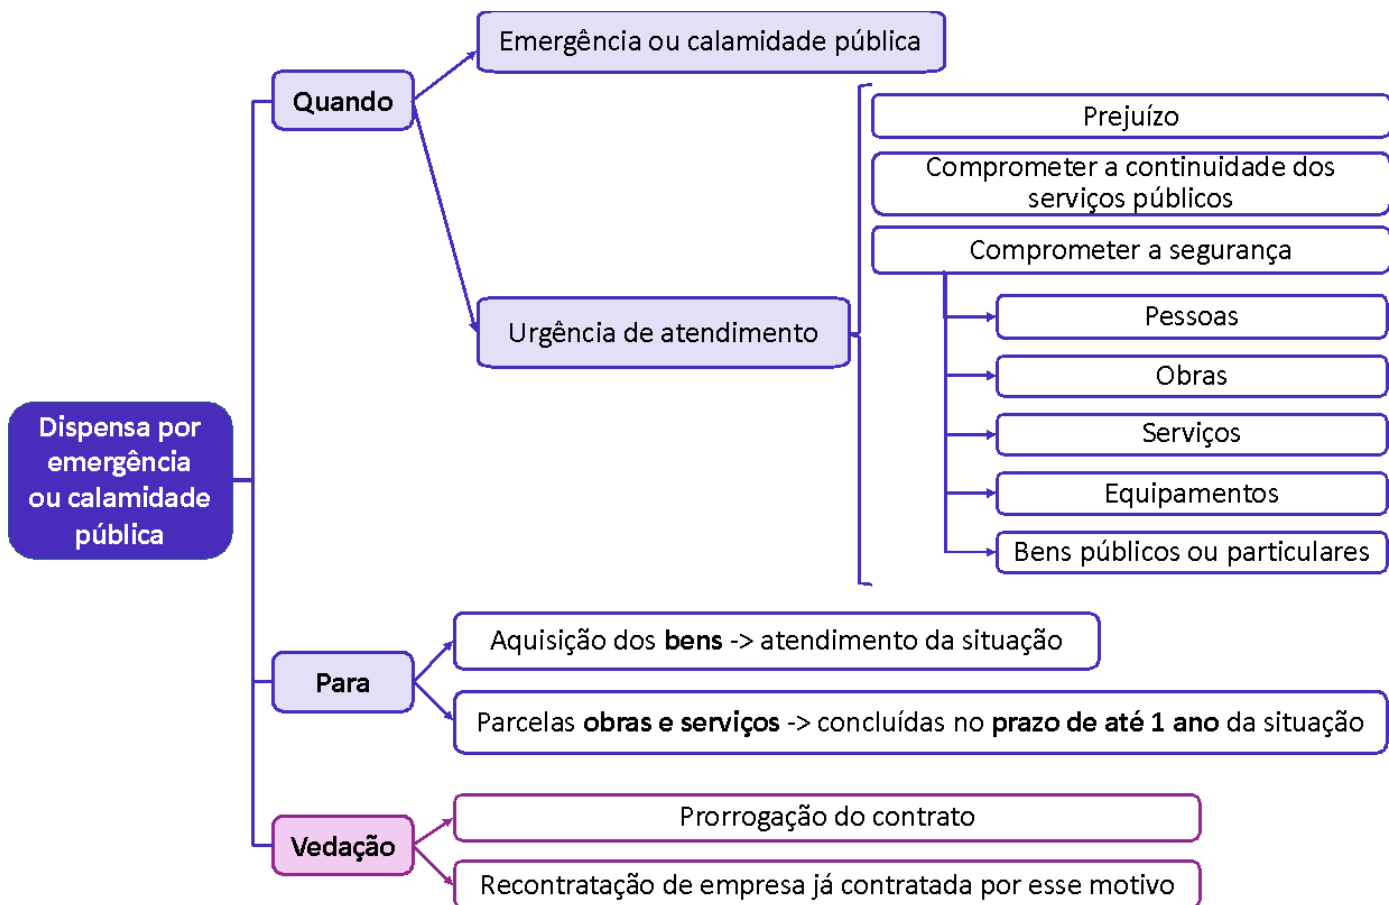 Dispensa por
emergência
ou calamidade
pública
Quando
Emergência ou calamidade pública
Urgência de atendimento
Prejuízo
Comprometer a continuidade dos
serviços públicos
Comprometer a segurança
Pessoas
Obras
Serviços
Equipamentos
Bens públicos ou particulares
Para
Aquisição dos bens -> atendimento da situação
Parcelas obras e serviços -> concluídas no prazo de até 1 ano da situação
Vedação
Prorrogação do contrato
Recontratação de empresa já contratada por esse motivo